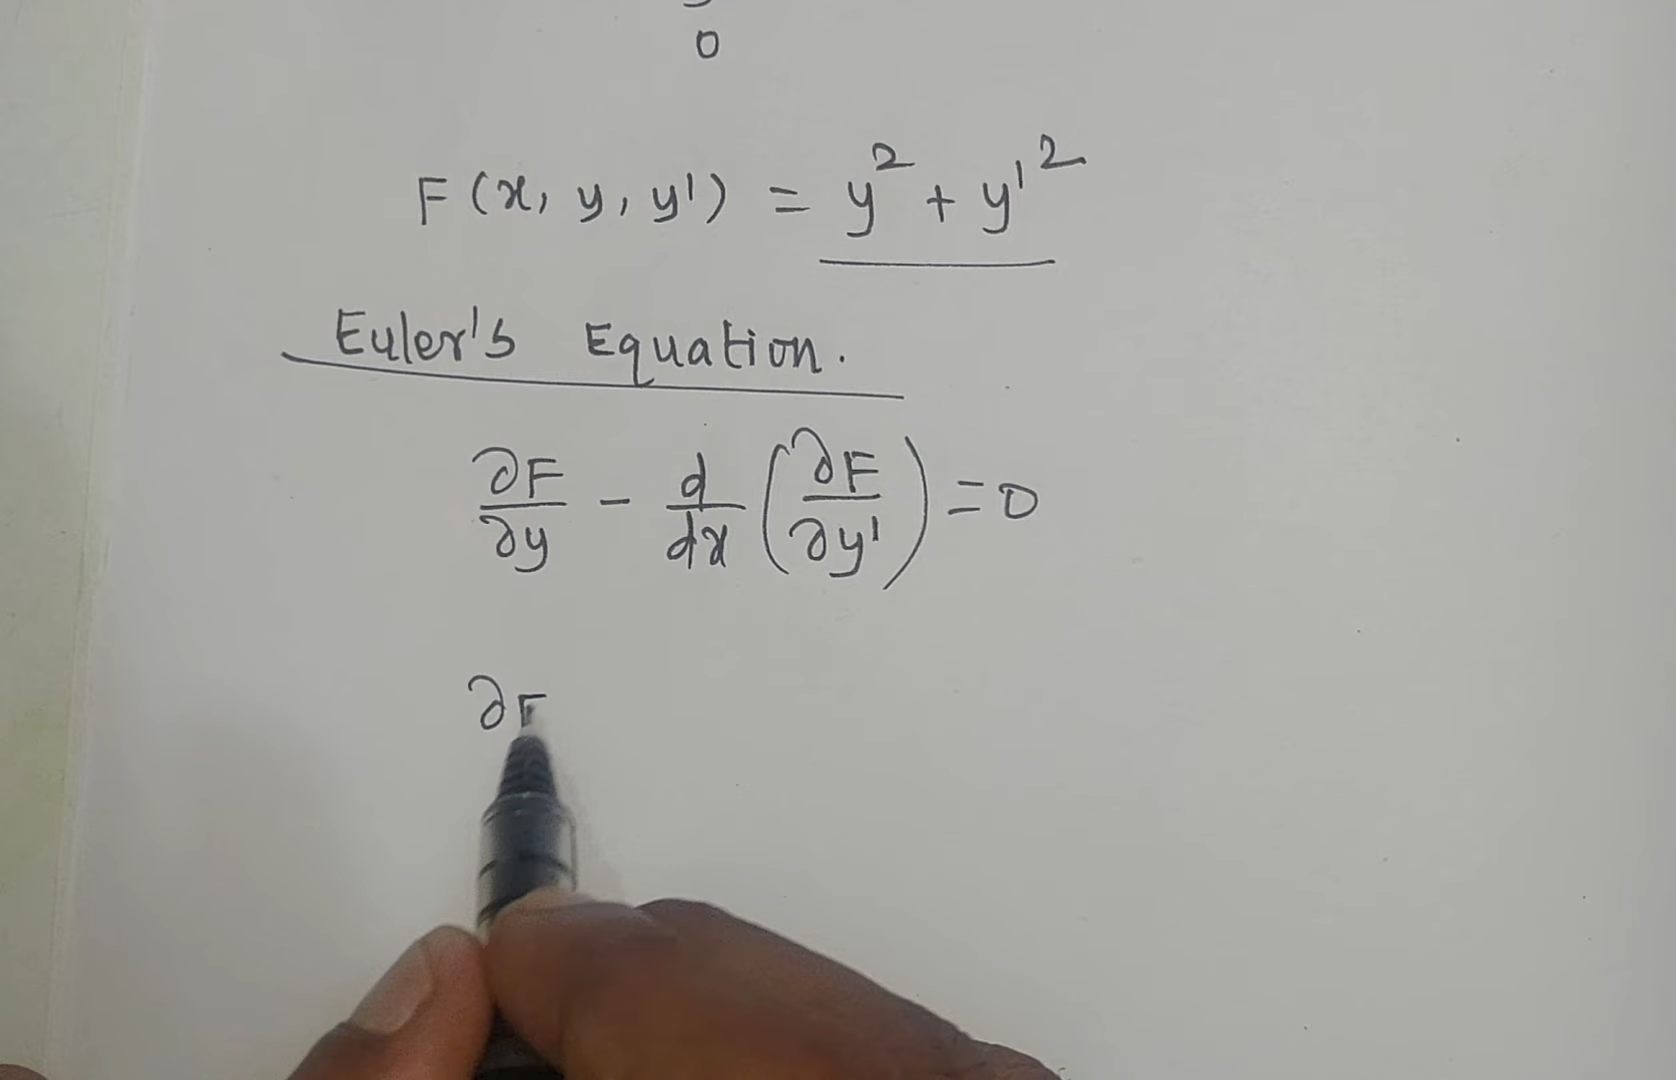 0
F(x, y, y') = y² + y'²
Euler's Equation.
∂F/∂y - d/dx (∂F/∂y') = 0
∂F